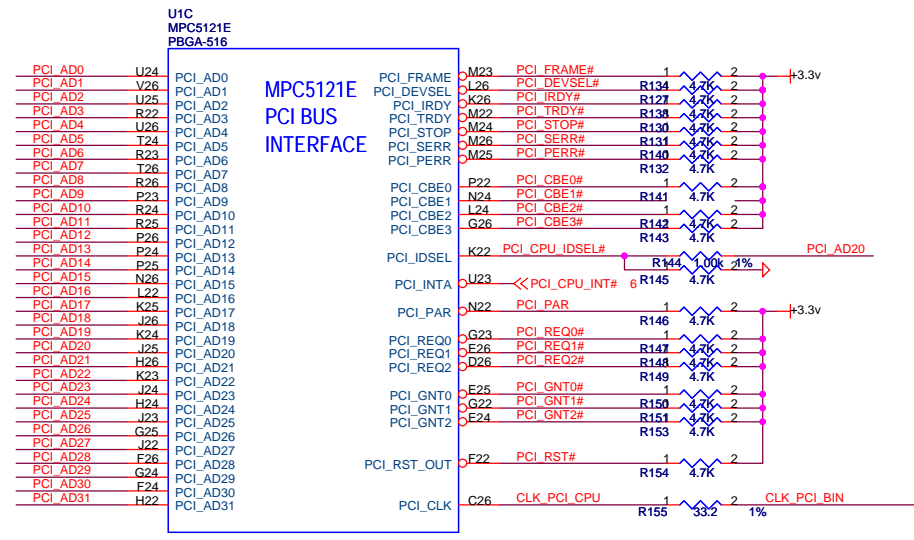 U1C
MPC5121E
PBGA-516
MPC5121E
PCI BUS
INTERFACE
PCI_AD0 U24 PCI_AD0 PCI_FRAME M23 PCI_FRAME# 1 2 +3.3v
PCI_AD1 V26 PCI_AD1 PCI_DEVSEL L26 PCI_DEVSEL# R134 4.7K
PCI_AD2 U25 PCI_AD2 PCI_IRDY K26 PCI_IRDY# R127 4.7K
PCI_AD3 R22 PCI_AD3 PCI_TRDY M22 PCI_TRDY# R138 4.7K
PCI_AD4 U26 PCI_AD4 PCI_STOP M24 PCI_STOP# R130 4.7K
PCI_AD5 T24 PCI_AD5 PCI_SERR M26 PCI_SERR# R131 4.7K
PCI_AD6 R23 PCI_AD6 PCI_PERR M25 PCI_PERR# R140 4.7K
PCI_AD7 T26 PCI_AD7 R132 4.7K
PCI_AD8 R26 PCI_AD8 PCI_CBE0 P22 PCI_CBE0# 1 2
PCI_AD9 P23 PCI_AD9 PCI_CBE1 N24 PCI_CBE1# R141 4.7K
PCI_AD10 R24 PCI_AD10 PCI_CBE2 L24 PCI_CBE2# 1 2
PCI_AD11 R25 PCI_AD11 PCI_CBE3 G26 PCI_CBE3# R142 4.7K
PCI_AD12 P26 PCI_AD12 R143 4.7K
PCI_AD13 P24 PCI_AD13 PCI_IDSEL K22 PCI_CPU_IDSEL# 1 2 PCI_AD20
PCI_AD14 P25 PCI_AD14 R144 1.00k 1%
PCI_AD15 N26 PCI_AD15 PCI_INTA U23 PCI_CPU_INT# 6 R145 4.7K
PCI_AD16 L22 PCI_AD16
PCI_AD17 K25 PCI_AD17 PCI_PAR N22 PCI_PAR 1 2 +3.3v
PCI_AD18 J26 PCI_AD18 R146 4.7K
PCI_AD19 K24 PCI_AD19 PCI_REQ0 G23 PCI_REQ0# 1 2
PCI_AD20 J25 PCI_AD20 PCI_REQ1 E26 PCI_REQ1# R147 4.7K
PCI_AD21 H26 PCI_AD21 PCI_REQ2 D26 PCI_REQ2# R148 4.7K
PCI_AD22 K23 PCI_AD22 R149 4.7K
PCI_AD23 J24 PCI_AD23 PCI_GNT0 E25 PCI_GNT0# 1 2
PCI_AD24 H24 PCI_AD24 PCI_GNT1 G22 PCI_GNT1# R150 4.7K
PCI_AD25 J23 PCI_AD25 PCI_GNT2 E24 PCI_GNT2# R151 4.7K
PCI_AD26 G25 PCI_AD26 R153 4.7K
PCI_AD27 J22 PCI_AD27
PCI_AD28 F26 PCI_AD28 PCI_RST_OUT F22 PCI_RST# 1 2
PCI_AD29 G24 PCI_AD29 R154 4.7K
PCI_AD30 F24 PCI_AD30
PCI_AD31 H22 PCI_AD31 PCI_CLK C26 CLK_PCI_CPU 1 2 CLK_PCI_BIN
R155 33.2 1%